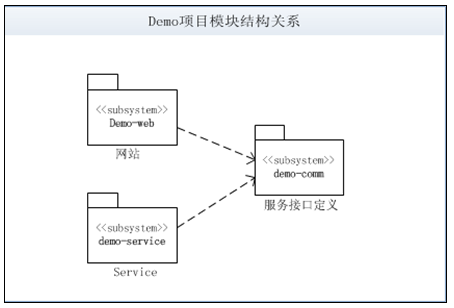 Demo项目模块结构关系
<<subsystem>>
Demo-web
网站
<<subsystem>>
demo-comm
服务接口定义
<<subsystem>>
demo-service
Service